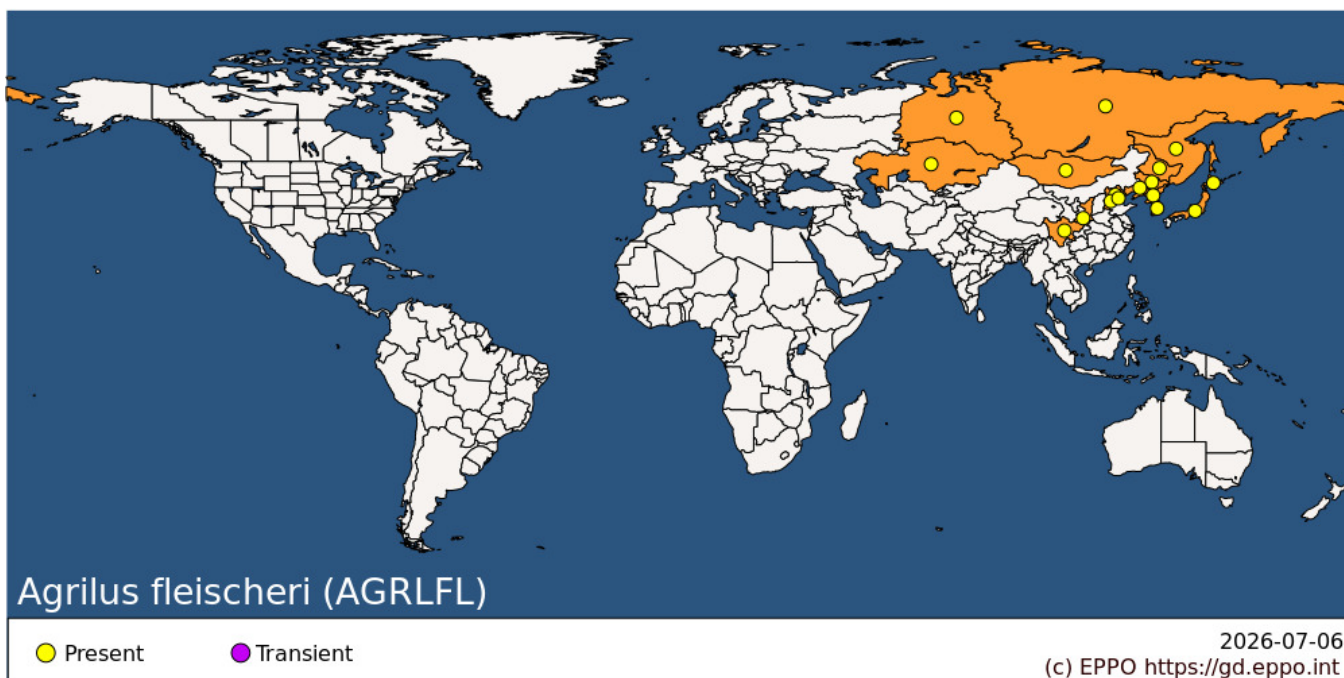 Agrilus fleischeri (AGRLFL)
Present
Transient
2026-07-06
(c) EPPO https://gd.eppo.int